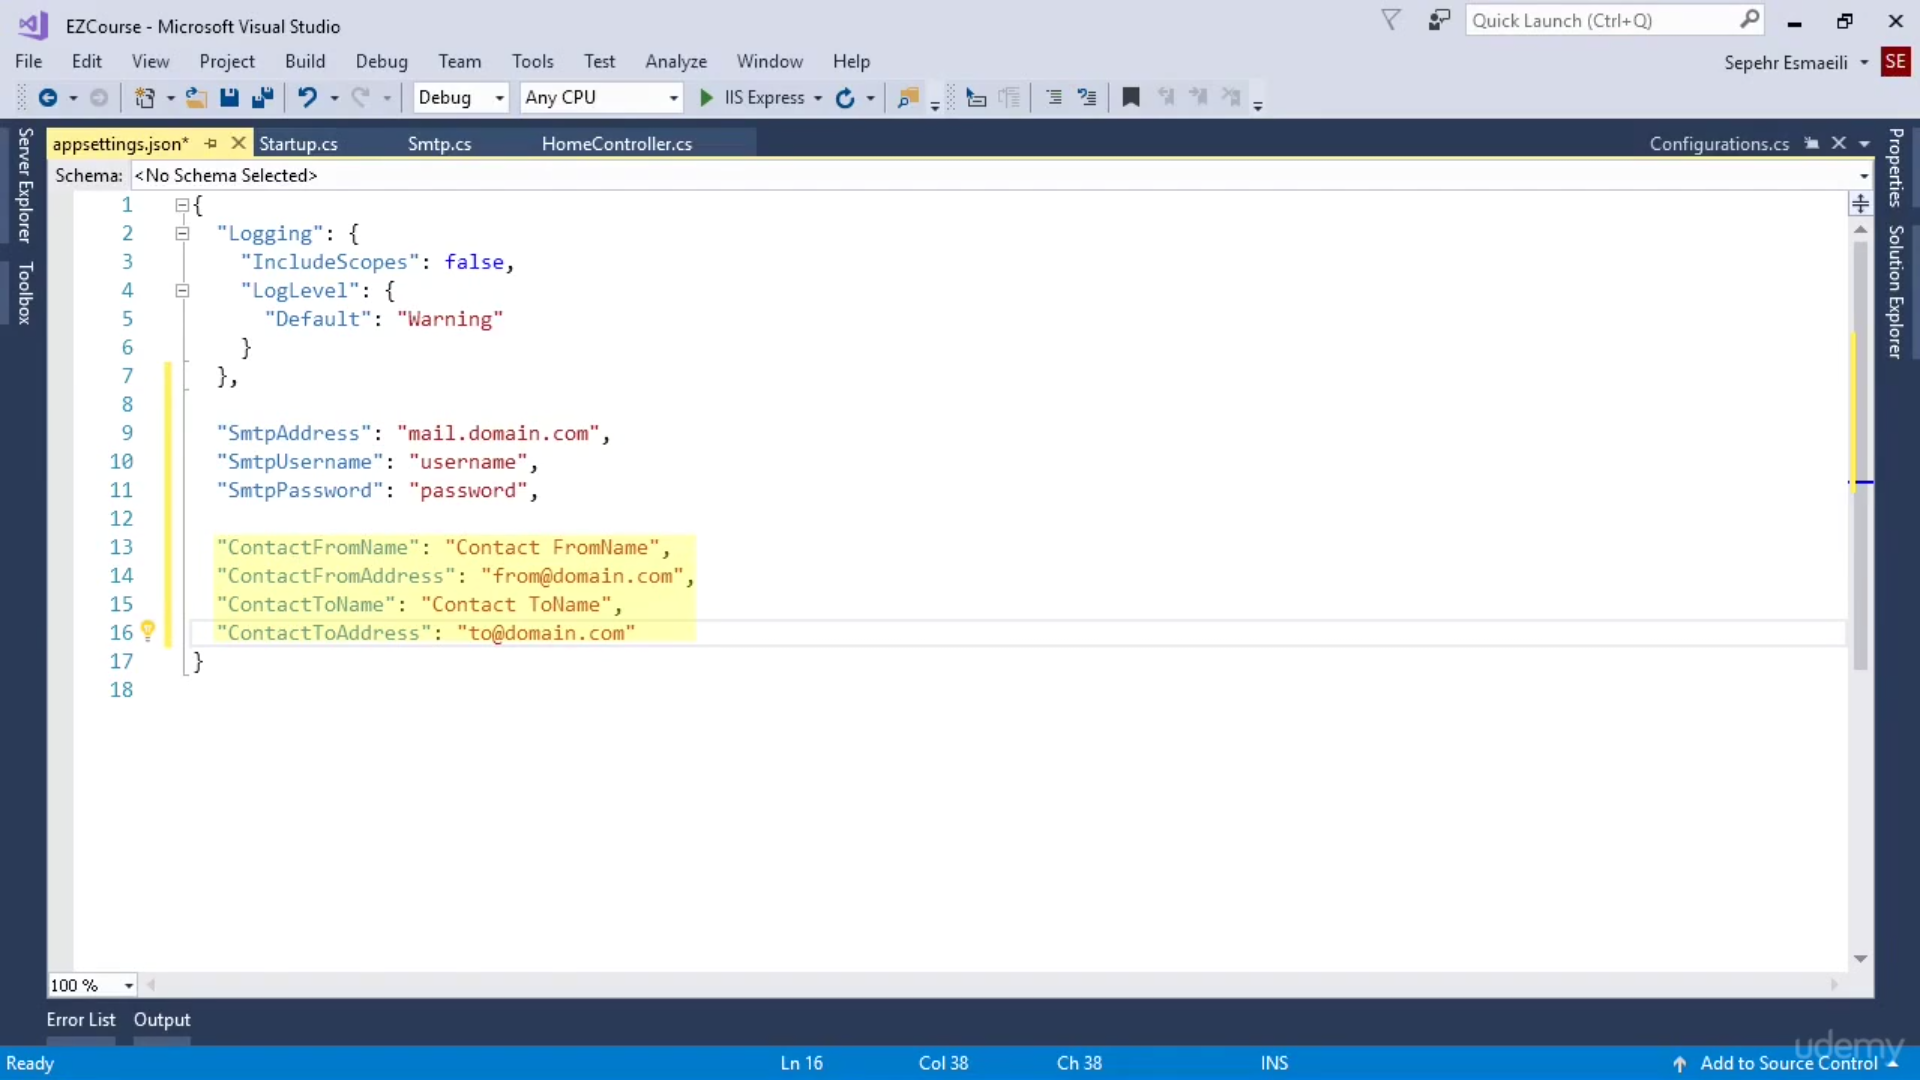 EZCourse - Microsoft Visual Studio
Quick Launch (Ctrl+Q)
File Edit View Project Build Debug Team Tools Test Analyze Window Help
Sepehr Esmaeili SE
Debug Any CPU IIS Express
appsettings.json* Startup.cs Smtp.cs HomeController.cs Configurations.cs
Schema: <No Schema Selected>
Server Explorer
Toolbox
Properties
Solution Explorer
1 {
2 "Logging": {
3 "IncludeScopes": false,
4 "LogLevel": {
5 "Default": "Warning"
6 }
7 },
8
9 "SmtpAddress": "mail.domain.com",
10 "SmtpUsername": "username",
11 "SmtpPassword": "password",
12
13 "ContactFromName": "Contact FromName",
14 "ContactFromAddress": "from@domain.com",
15 "ContactToName": "Contact ToName",
16 "ContactToAddress": "to@domain.com"
17 }
18
100 %
Error List Output
Ready Ln 16 Col 38 Ch 38 INS Add to Source Control
udemy